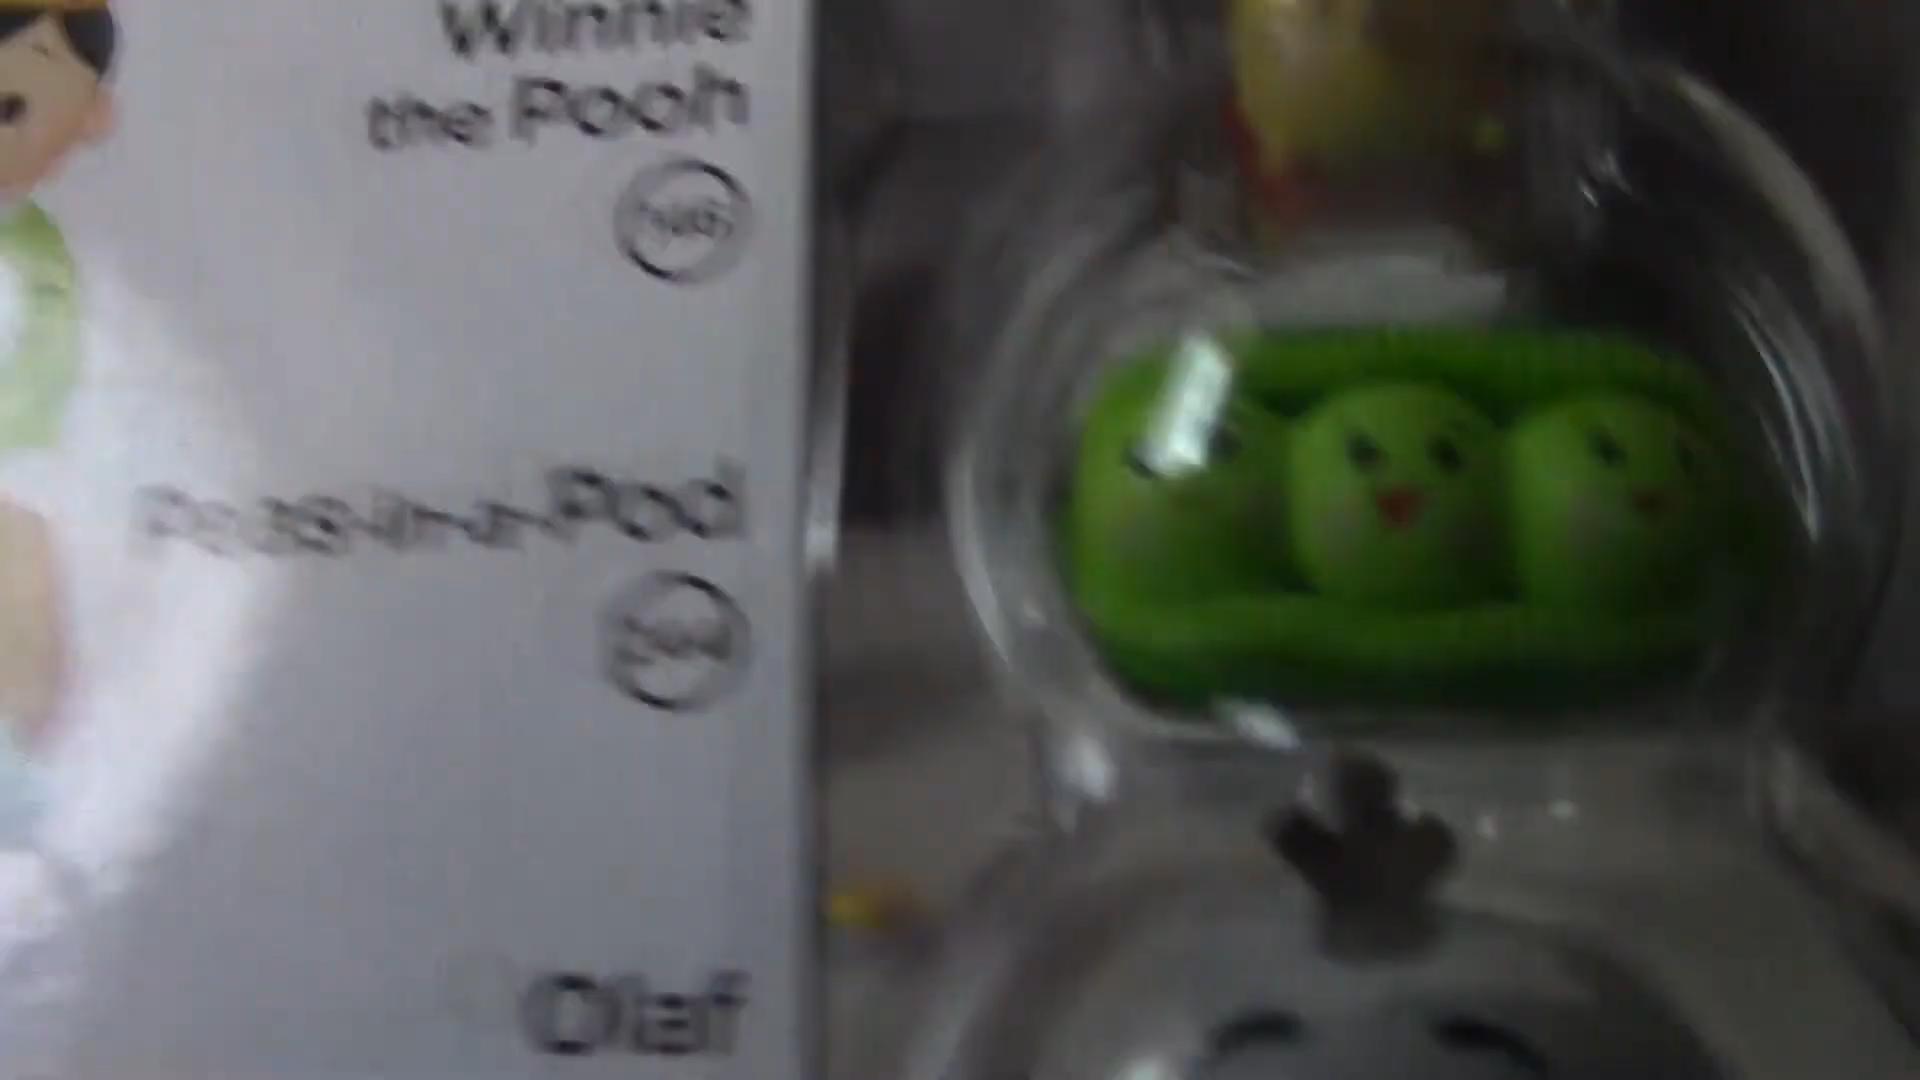 Winnie
the Pooh
Peas-in-a-Pod
Olaf